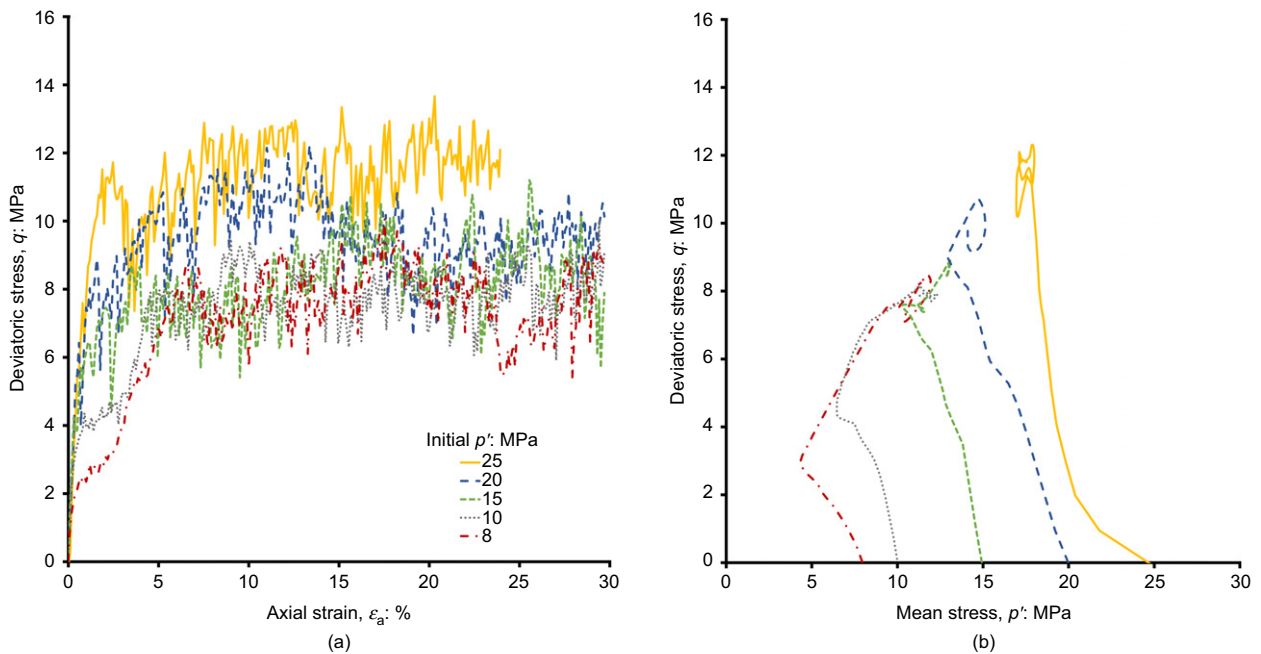 16
14
12
10
8
6
4
2
0
Deviatoric stress, q: MPa
Initial p′: MPa
25
20
15
10
8
0 5 10 15 20 25 30
Axial strain, εa: %
(a)
16
14
12
10
8
6
4
2
0
Deviatoric stress, q: MPa
0 5 10 15 20 25 30
Mean stress, p′: MPa
(b)